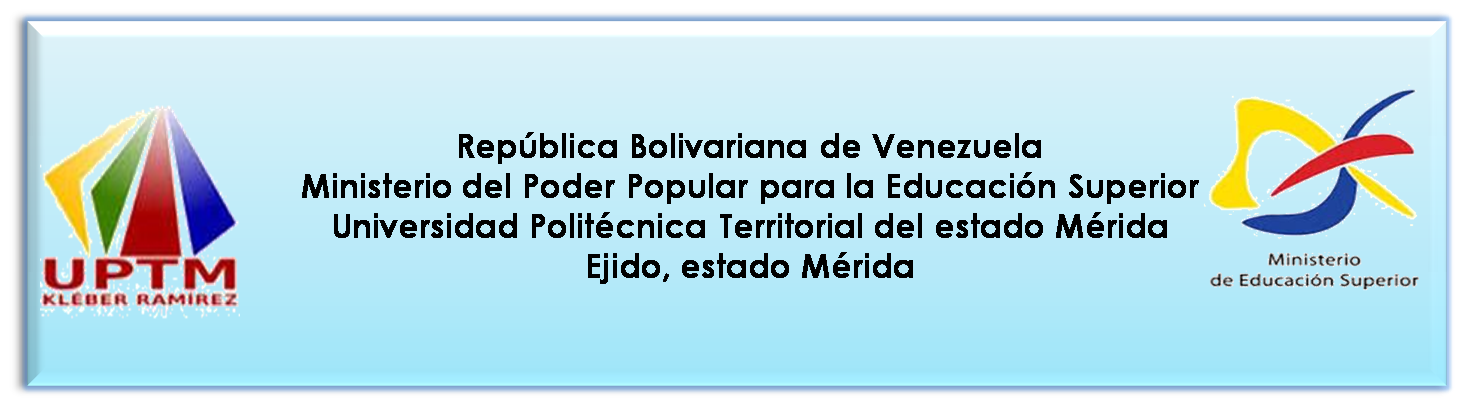 República Bolivariana de Venezuela
Ministerio del Poder Popular para la Educación Superior
Universidad Politécnica Territorial del estado Mérida
Ejido, estado Mérida
UPTM
KLÉBER RAMÍREZ
Ministerio
de Educación Superior